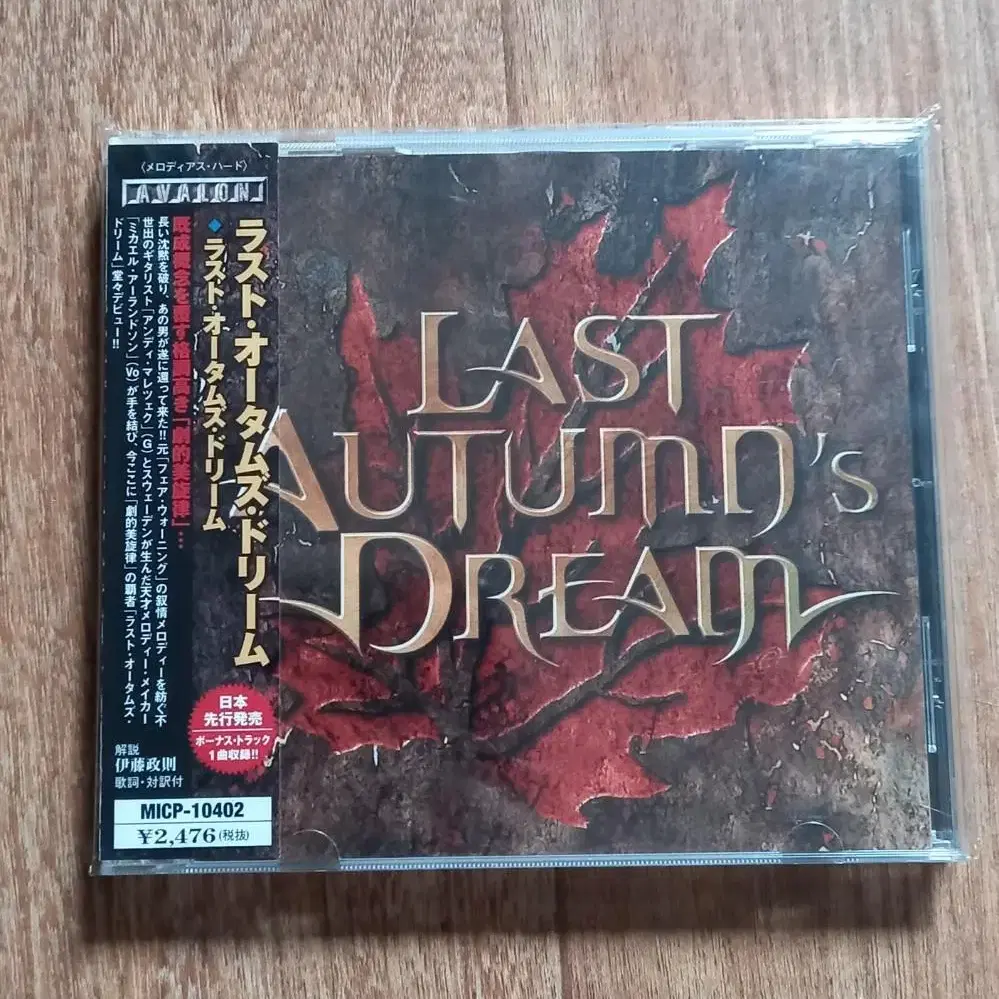 〈メロディアス・ハード〉
AVALON
ラスト・オータムズ・ドリーム
◆ラスト・オータムズ・ドリーム
既成概念を覆す格調高き「劇的美旋律」…
長い沈黙を破り、あの男が遂に還って来た!!元「フェア・ウォーニング」の叙情メロディーを紡ぐ不
世出のギタリスト「アンディ・マレツェク」(G)とスウェーデンが生んだ天才メロディー・メイカー
「ミカエル・アーランドソン」(Vo)が手を結び、今ここに「劇的美旋律」の覇者「ラスト・オータムズ・
ドリーム」堂々デビュー!!
日本
先行発売
ボーナス・トラック
1曲収録!!
解説
伊藤政則
歌詞・対訳付
MICP-10402
¥2,476(税抜)
LAST
AUTUMN'S
DREAM